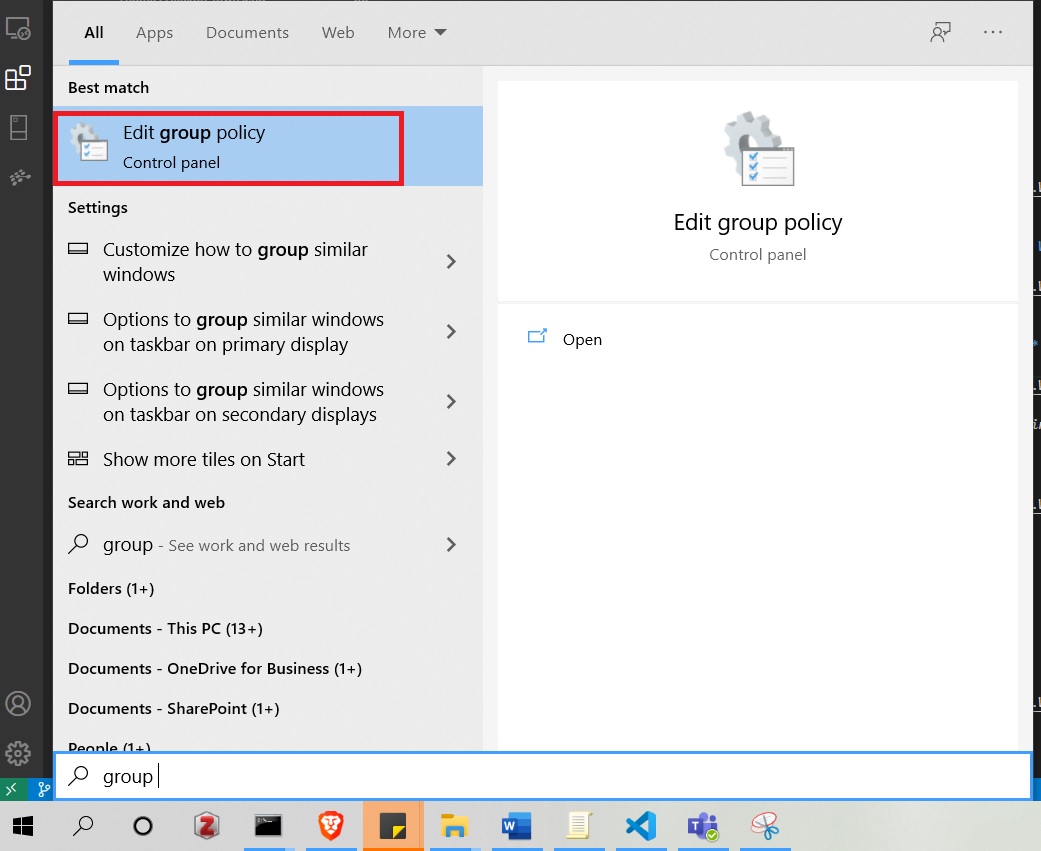 All Apps Documents Web More
Best match
Edit group policy
Control panel
Settings
Customize how to group similar
windows
Options to group similar windows
on taskbar on primary display
Options to group similar windows
on taskbar on secondary displays
Show more tiles on Start
Search work and web
group - See work and web results
Folders (1+)
Documents - This PC (13+)
Documents - OneDrive for Business (1+)
Documents - SharePoint (1+)
People (1+)
group
Edit group policy
Control panel
Open